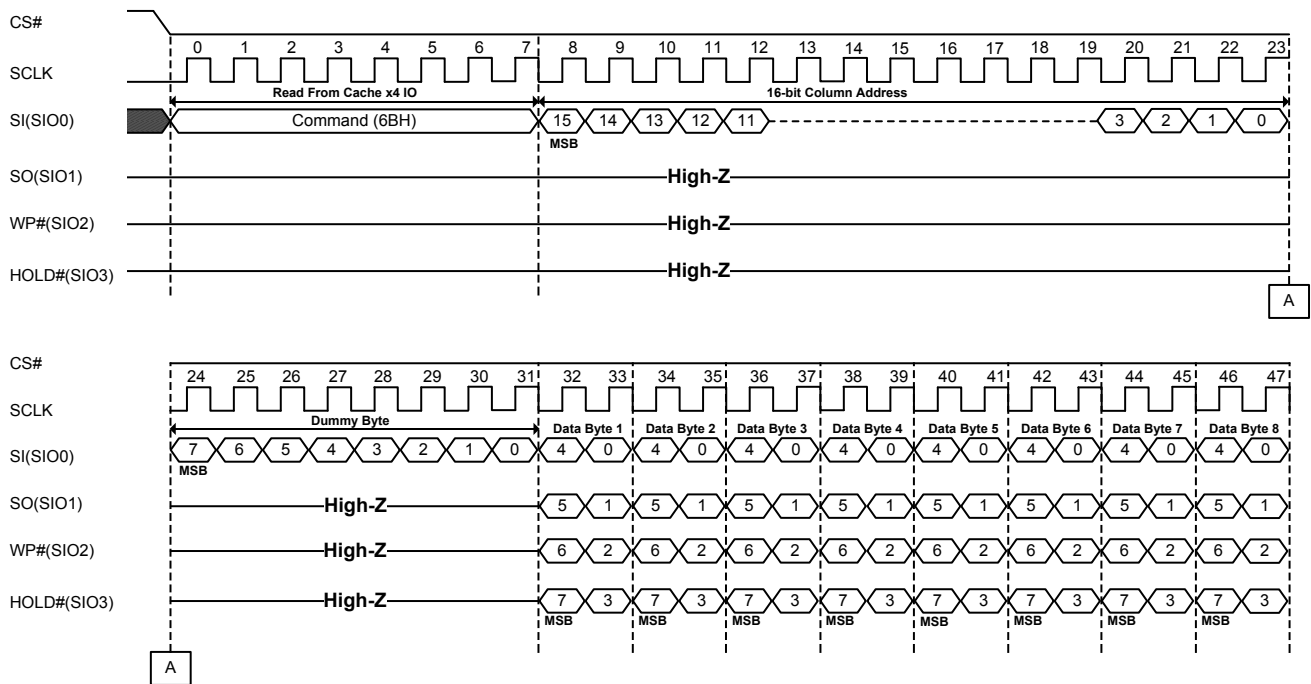 CS#
0 1 2 3 4 5 6 7 8 9 10 11 12 13 14 15 16 17 18 19 20 21 22 23
SCLK
Read From Cache x4 IO 16-bit Column Address
SI(SIO0) Command (6BH) 15 14 13 12 11 3 2 1 0
MSB
SO(SIO1) High-Z
WP#(SIO2) High-Z
HOLD#(SIO3) High-Z
A
CS#
24 25 26 27 28 29 30 31 32 33 34 35 36 37 38 39 40 41 42 43 44 45 46 47
SCLK
Dummy Byte Data Byte 1 Data Byte 2 Data Byte 3 Data Byte 4 Data Byte 5 Data Byte 6 Data Byte 7 Data Byte 8
SI(SIO0) 7 6 5 4 3 2 1 0 4 0 4 0 4 0 4 0 4 0 4 0 4 0 4 0
MSB
SO(SIO1) High-Z 5 1 5 1 5 1 5 1 5 1 5 1 5 1 5 1
WP#(SIO2) High-Z 6 2 6 2 6 2 6 2 6 2 6 2 6 2 6 2
HOLD#(SIO3) High-Z 7 3 7 3 7 3 7 3 7 3 7 3 7 3 7 3
MSB MSB MSB MSB MSB MSB MSB MSB
A